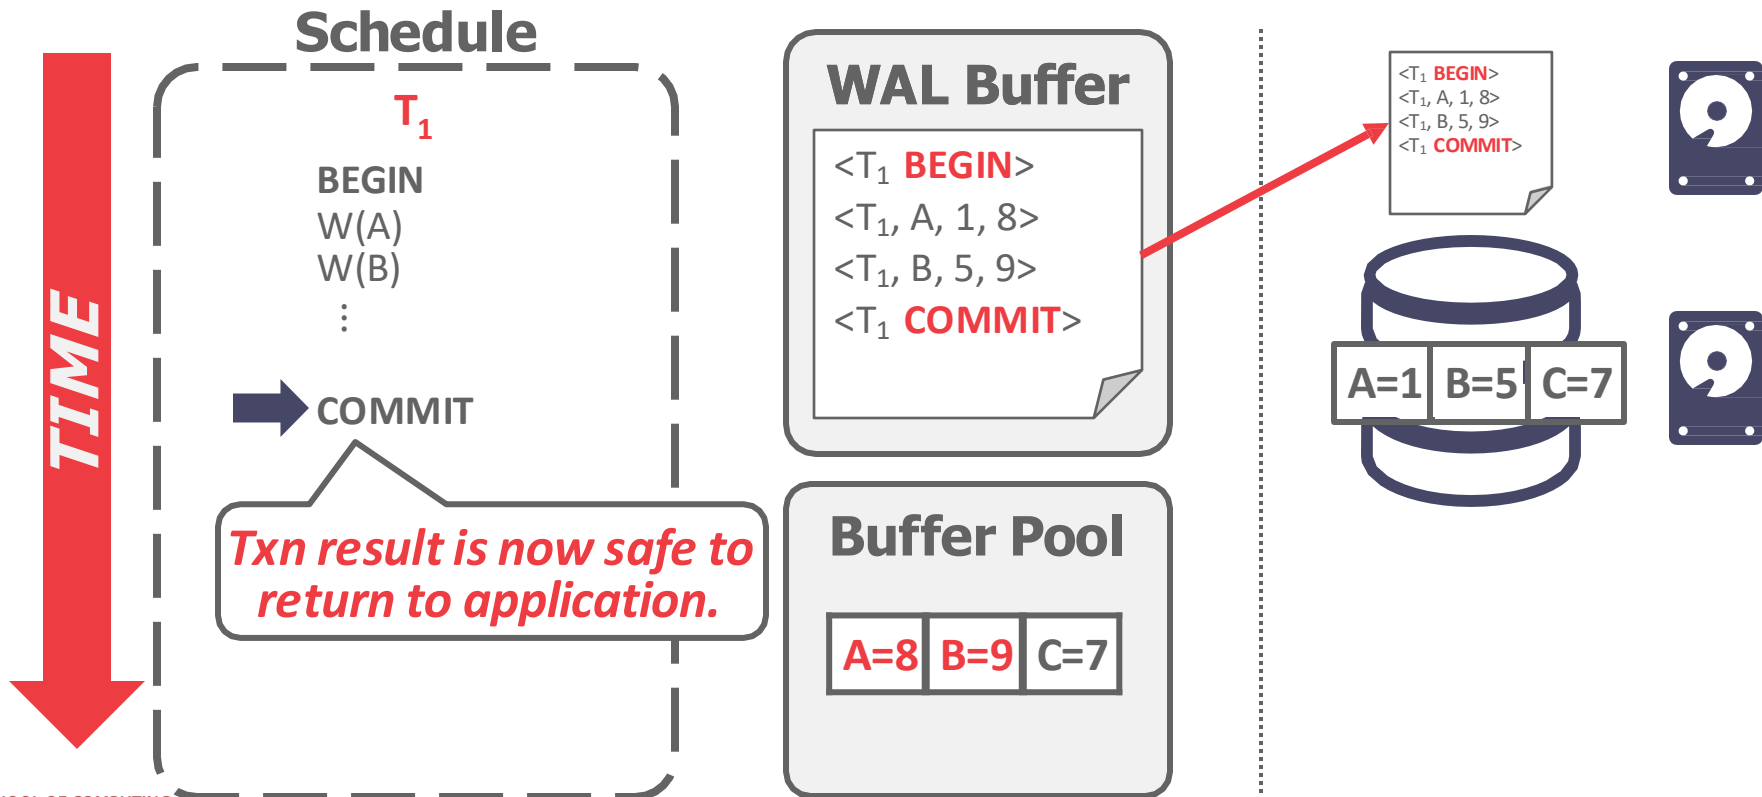 Schedule
TIME
T₁
BEGIN
W(A)
W(B)
⋮
COMMIT
Txn result is now safe to
return to application.
WAL Buffer
<T₁ BEGIN>
<T₁, A, 1, 8>
<T₁, B, 5, 9>
<T₁ COMMIT>
Buffer Pool
A=8 B=9 C=7
<T₁ BEGIN>
<T₁, A, 1, 8>
<T₁, B, 5, 9>
<T₁ COMMIT>
A=1 B=5 C=7